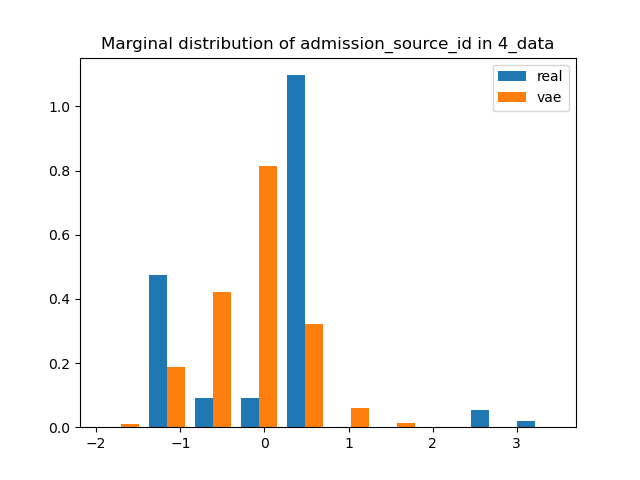 Marginal distribution of admission_source_id in 4_data
real
vae
1.0
0.8
0.6
0.4
0.2
0.0
−2 −1 0 1 2 3